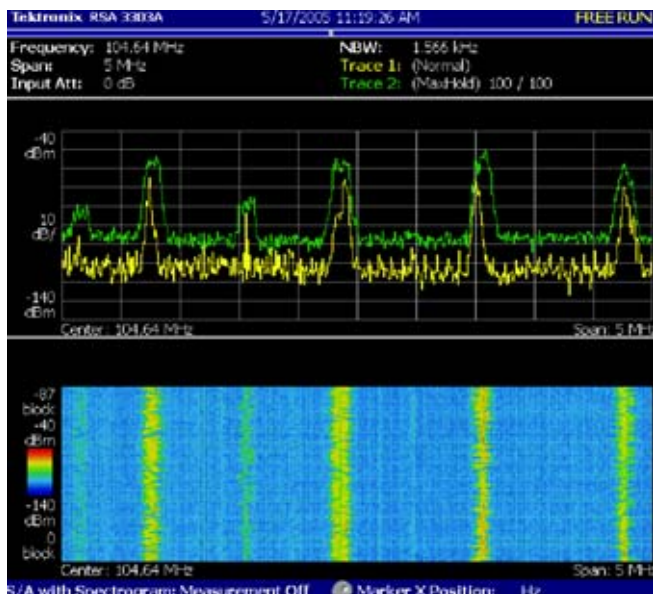 Tektronix RSA 3303A 5/17/2005 11:19:26 AM FREE RUN
Frequency: 104.64 MHz NBW: 1.566 kHz
Span: 5 MHz Trace 1: (Normal)
Input Att: 0 dB Trace 2: (MaxHold) 100 / 100
-40
dBm
10
dB/
-140
dBm
Center: 104.64 MHz Span: 5 MHz
-87
block
-40
dBm
-140
dBm
0
block
Center: 104.64 MHz Span: 5 MHz
S/A with Spectrogram: Measurement Off Marker X Position: Hz